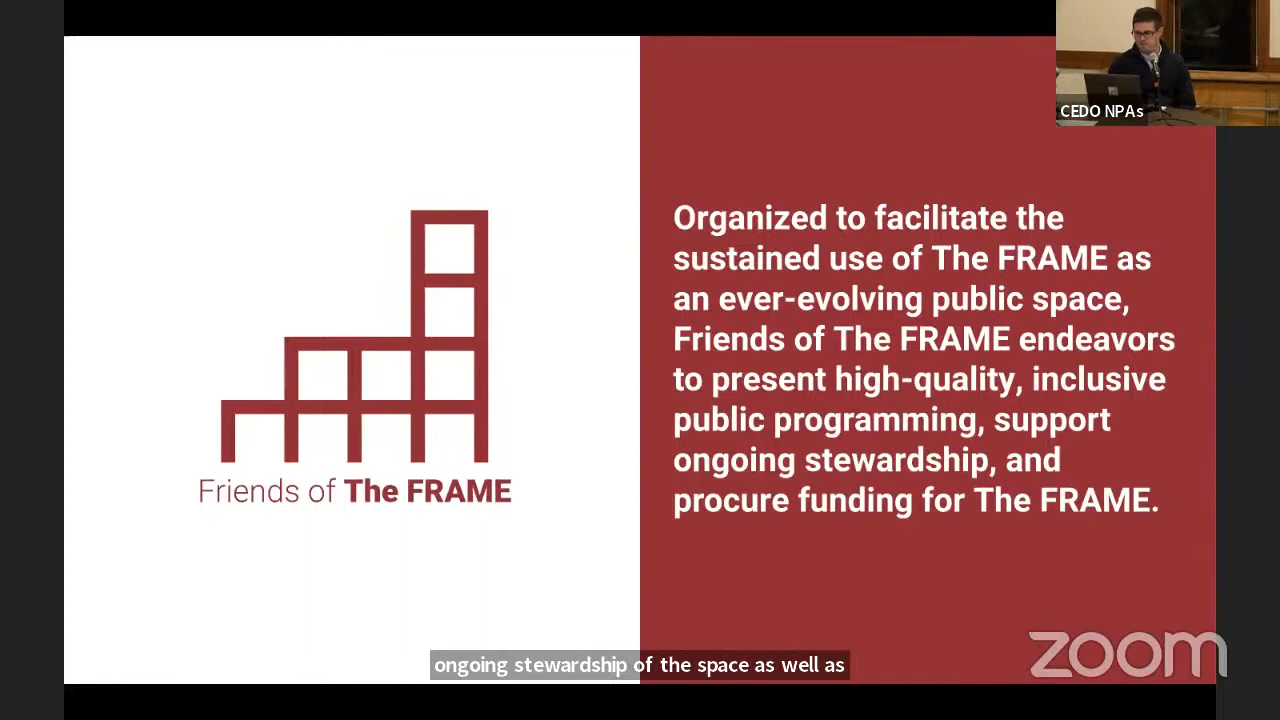 CEDO NPAs
Organized to facilitate the
sustained use of The FRAME as
an ever-evolving public space,
Friends of The FRAME endeavors
to present high-quality, inclusive
public programming, support
ongoing stewardship, and
procure funding for The FRAME.
Friends of The FRAME
ongoing stewardship of the space as well as
zoom